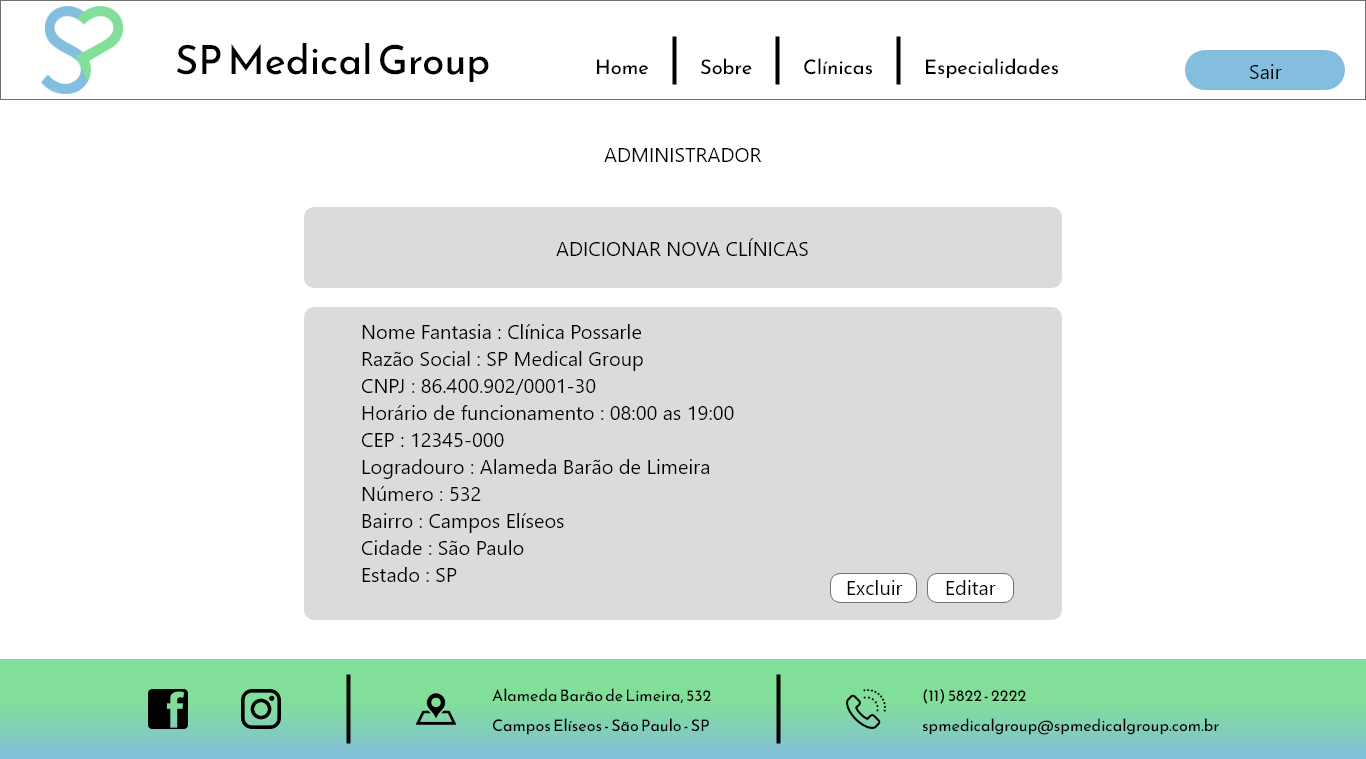 SP Medical Group
Home
Sobre
Clínicas
Especialidades
Sair
ADMINISTRADOR
ADICIONAR NOVA CLÍNICAS
Nome Fantasia : Clínica Possarle
Razão Social : SP Medical Group
CNPJ : 86.400.902/0001-30
Horário de funcionamento : 08:00 as 19:00
CEP : 12345-000
Logradouro : Alameda Barão de Limeira
Número : 532
Bairro : Campos Elíseos
Cidade : São Paulo
Estado : SP
Excluir
Editar
Alameda Barão de Limeira, 532
Campos Elíseos - São Paulo - SP
(11) 5822 - 2222
spmedicalgroup@spmedicalgroup.com.br